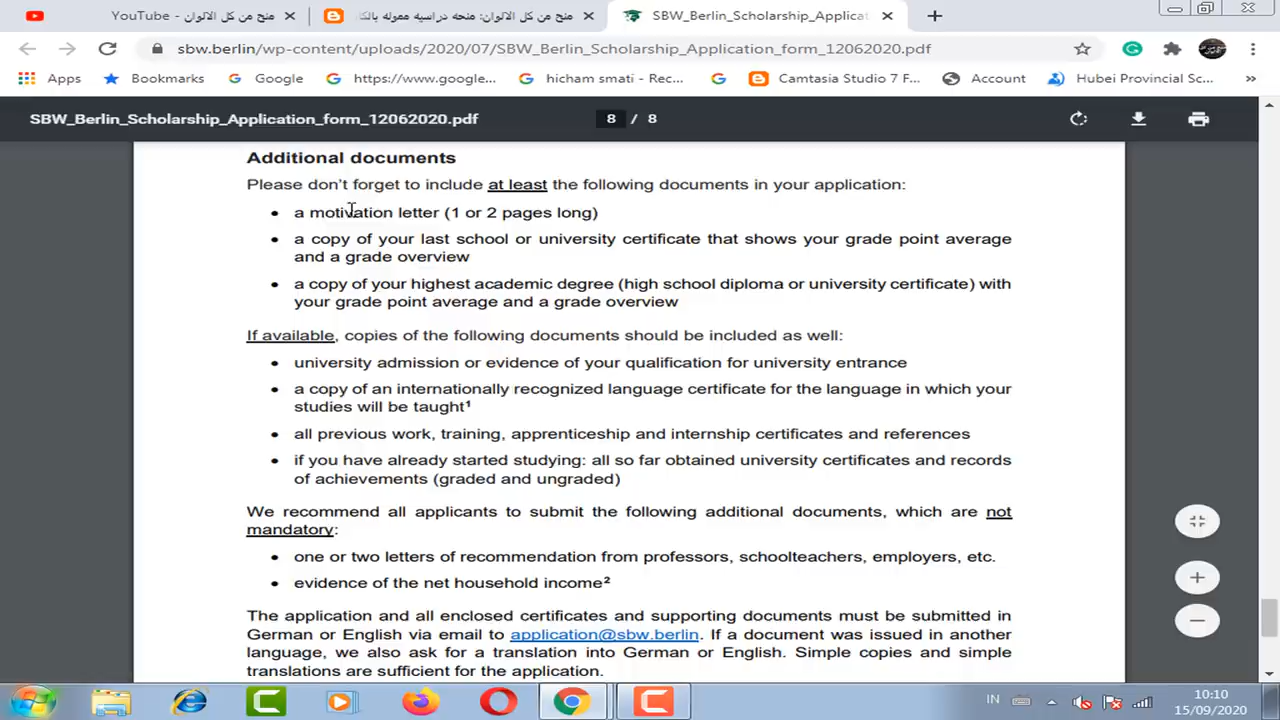 YouTube - منح من كل الالوان
منح من كل الالوان: منحه دراسيه مموله بالكا
SBW_Berlin_Scholarship_Applicat
sbw.berlin/wp-content/uploads/2020/07/SBW_Berlin_Scholarship_Application_form_12062020.pdf
Apps
Bookmarks
Google
https://www.google...
hicham smati - Rec...
Camtasia Studio 7 F...
Account
Hubei Provincial Sc...
»
SBW_Berlin_Scholarship_Application_form_12062020.pdf
8 / 8
Additional documents
Please don't forget to include at least the following documents in your application:
• a motivation letter (1 or 2 pages long)
• a copy of your last school or university certificate that shows your grade point average
and a grade overview
• a copy of your highest academic degree (high school diploma or university certificate) with
your grade point average and a grade overview
If available, copies of the following documents should be included as well:
• university admission or evidence of your qualification for university entrance
• a copy of an internationally recognized language certificate for the language in which your
studies will be taught¹
• all previous work, training, apprenticeship and internship certificates and references
• if you have already started studying: all so far obtained university certificates and records
of achievements (graded and ungraded)
We recommend all applicants to submit the following additional documents, which are not
mandatory:
• one or two letters of recommendation from professors, schoolteachers, employers, etc.
• evidence of the net household income²
The application and all enclosed certificates and supporting documents must be submitted in
German or English via email to application@sbw.berlin. If a document was issued in another
language, we also ask for a translation into German or English. Simple copies and simple
translations are sufficient for the application.
IN
10:10
15/09/2020